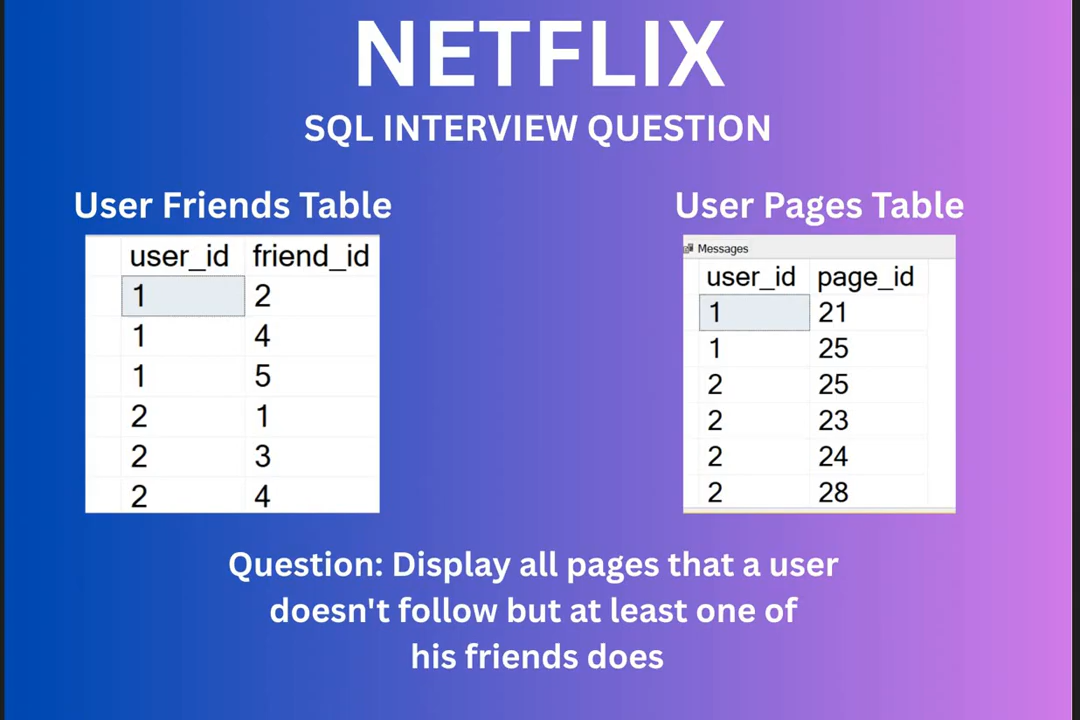 NETFLIX
SQL INTERVIEW QUESTION
User Friends Table
user_id friend_id
1 2
1 4
1 5
2 1
2 3
2 4
User Pages Table
Messages
user_id page_id
1 21
1 25
2 25
2 23
2 24
2 28
Question: Display all pages that a user
doesn't follow but at least one of
his friends does